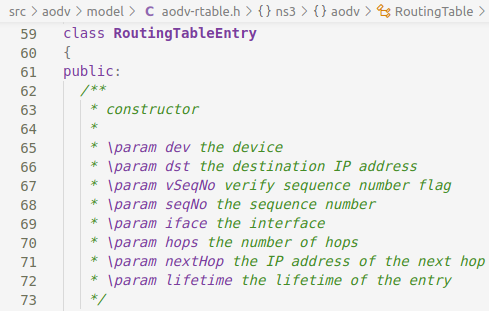 src > aodv > model > C aodv-rtable.h > {} ns3 > {} aodv > RoutingTable >
59 class RoutingTableEntry
60 {
61 public:
62 /**
63 * constructor
64 *
65 * \param dev the device
66 * \param dst the destination IP address
67 * \param vSeqNo verify sequence number flag
68 * \param seqNo the sequence number
69 * \param iface the interface
70 * \param hops the number of hops
71 * \param nextHop the IP address of the next hop
72 * \param lifetime the lifetime of the entry
73 */